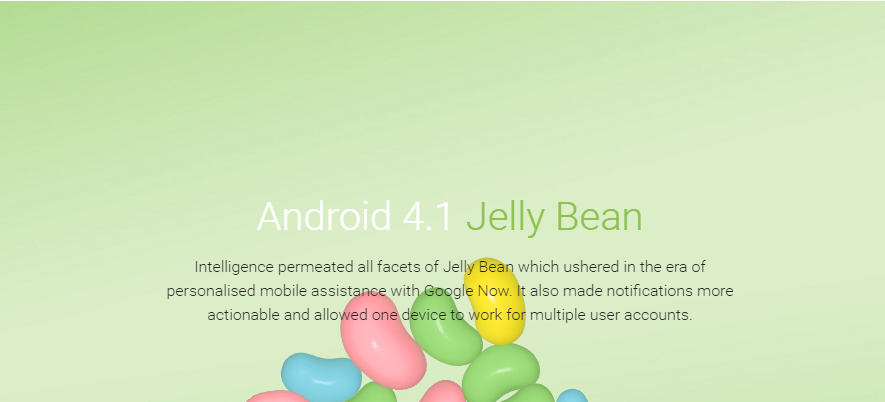 Android 4.1 Jelly Bean
Intelligence permeated all facets of Jelly Bean which ushered in the era of
personalised mobile assistance with Google Now. It also made notifications more
actionable and allowed one device to work for multiple user accounts.